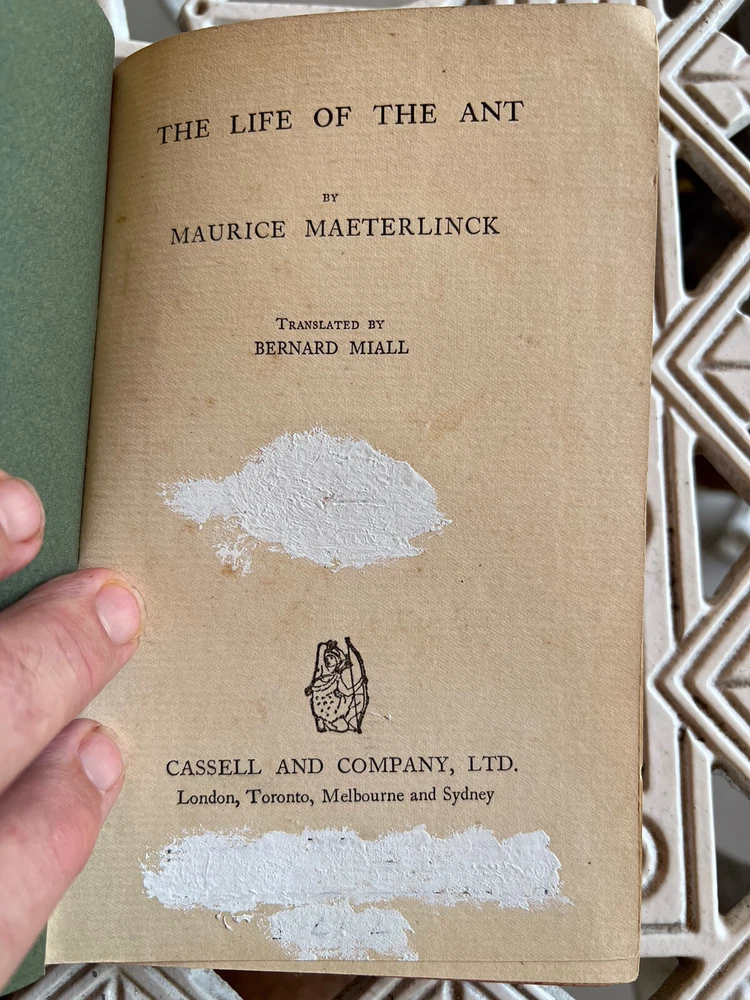 THE LIFE OF THE ANT
BY
MAURICE MAETERLINCK
TRANSLATED BY
BERNARD MIALL
CASSELL AND COMPANY, LTD.
London, Toronto, Melbourne and Sydney